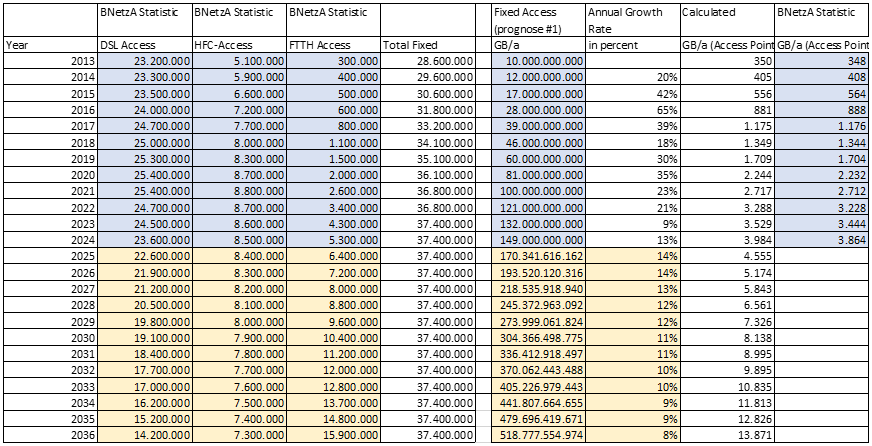 BNetzA Statistic BNetzA Statistic BNetzA Statistic Fixed Access Annual Growth Calculated BNetzA Statistic
(prognose #1) Rate
Year DSL Access HFC-Access FTTH Access Total Fixed GB/a in percent GB/a (Access Point GB/a (Access Point
2013 23.200.000 5.100.000 300.000 28.600.000 10.000.000.000 350 348
2014 23.300.000 5.900.000 400.000 29.600.000 12.000.000.000 20% 405 408
2015 23.500.000 6.600.000 500.000 30.600.000 17.000.000.000 42% 556 564
2016 24.000.000 7.200.000 600.000 31.800.000 28.000.000.000 65% 881 888
2017 24.700.000 7.700.000 800.000 33.200.000 39.000.000.000 39% 1.175 1.176
2018 25.000.000 8.000.000 1.100.000 34.100.000 46.000.000.000 18% 1.349 1.344
2019 25.300.000 8.300.000 1.500.000 35.100.000 60.000.000.000 30% 1.709 1.704
2020 25.400.000 8.700.000 2.000.000 36.100.000 81.000.000.000 35% 2.244 2.232
2021 25.400.000 8.800.000 2.600.000 36.800.000 100.000.000.000 23% 2.717 2.712
2022 24.700.000 8.700.000 3.400.000 36.800.000 121.000.000.000 21% 3.288 3.228
2023 24.500.000 8.600.000 4.300.000 37.400.000 132.000.000.000 9% 3.529 3.444
2024 23.600.000 8.500.000 5.300.000 37.400.000 149.000.000.000 13% 3.984 3.864
2025 22.600.000 8.400.000 6.400.000 37.400.000 170.341.616.162 14% 4.555
2026 21.900.000 8.300.000 7.200.000 37.400.000 193.520.120.316 14% 5.174
2027 21.200.000 8.200.000 8.000.000 37.400.000 218.535.918.940 13% 5.843
2028 20.500.000 8.100.000 8.800.000 37.400.000 245.372.963.092 12% 6.561
2029 19.800.000 8.000.000 9.600.000 37.400.000 273.999.061.824 12% 7.326
2030 19.100.000 7.900.000 10.400.000 37.400.000 304.366.498.775 11% 8.138
2031 18.400.000 7.800.000 11.200.000 37.400.000 336.412.918.497 11% 8.995
2032 17.700.000 7.700.000 12.000.000 37.400.000 370.062.443.488 10% 9.895
2033 17.000.000 7.600.000 12.800.000 37.400.000 405.226.979.443 10% 10.835
2034 16.200.000 7.500.000 13.700.000 37.400.000 441.807.664.655 9% 11.813
2035 15.200.000 7.400.000 14.800.000 37.400.000 479.696.419.671 9% 12.826
2036 14.200.000 7.300.000 15.900.000 37.400.000 518.777.554.974 8% 13.871